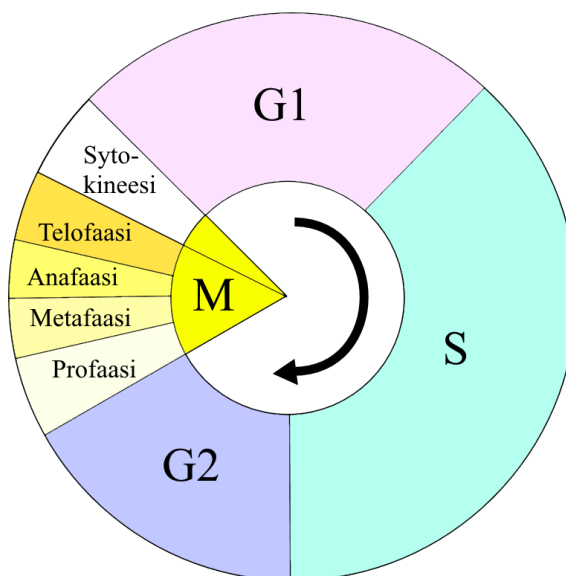 G1
Syto-
kineesi
Telofaasi
Anafaasi
M
Metafaasi
S
Profaasi
G2